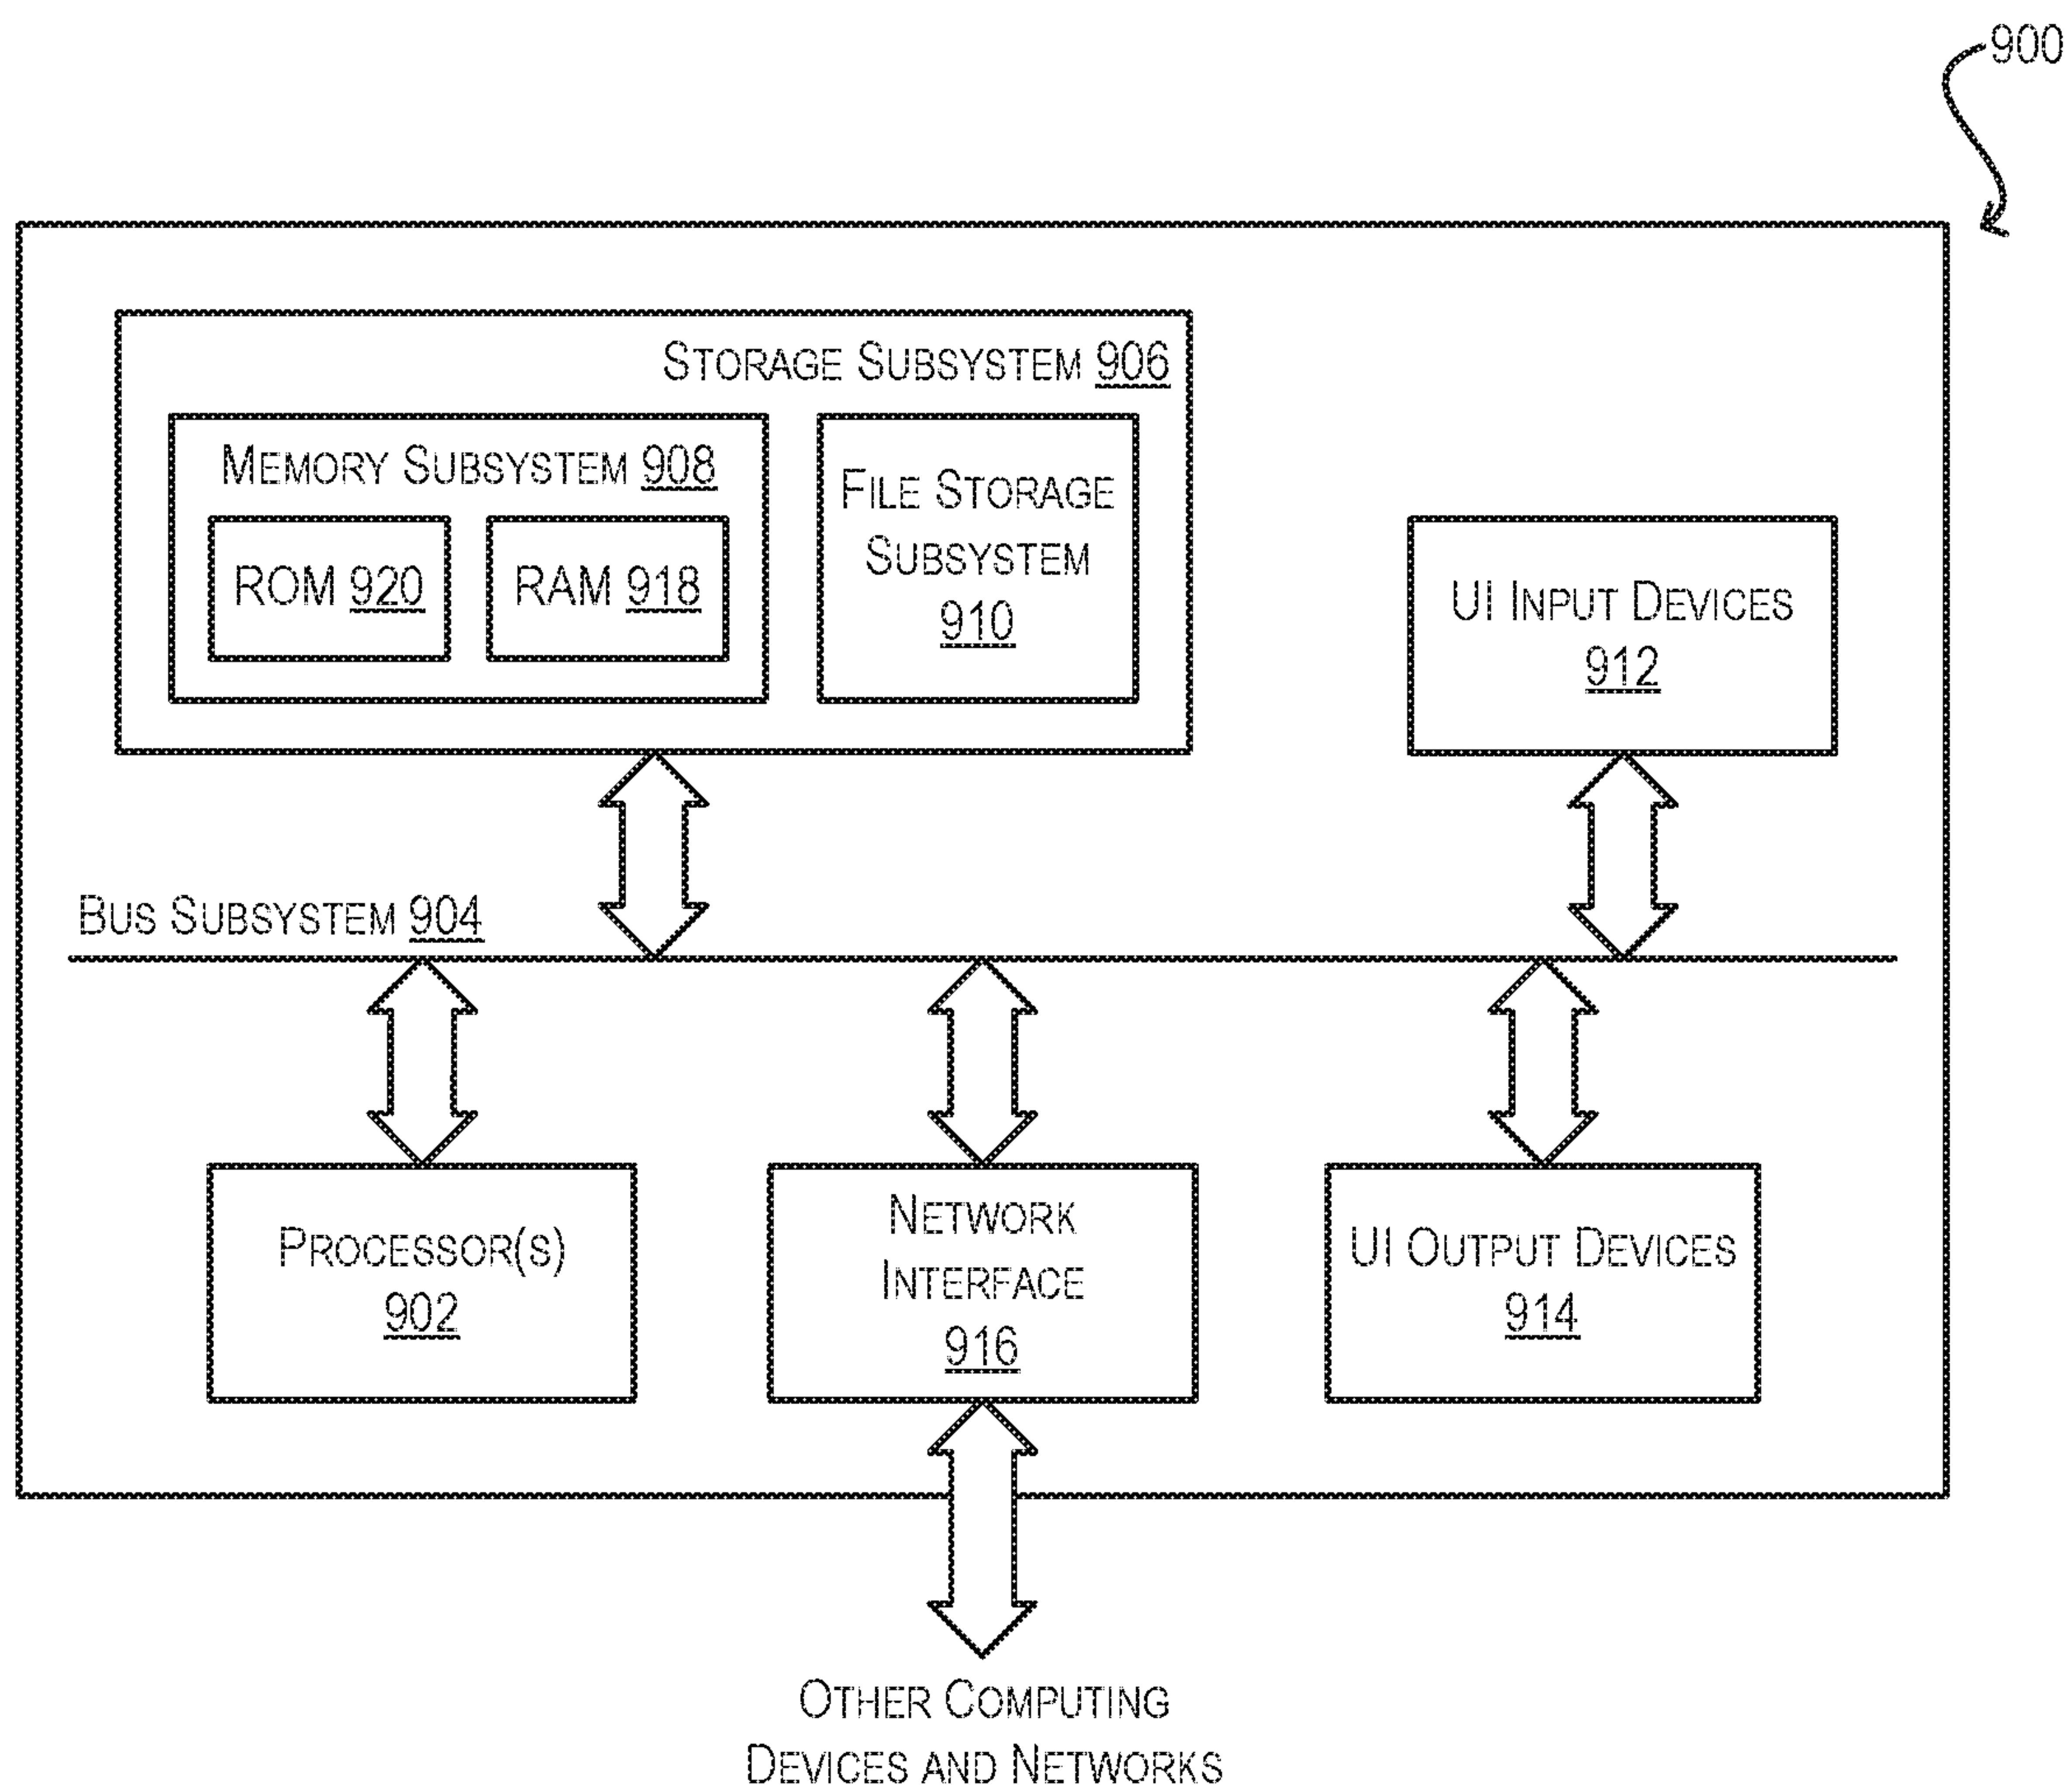 900
STORAGE SUBSYSTEM 906
MEMORY SUBSYSTEM 908
ROM 920
RAM 918
FILE STORAGE
SUBSYSTEM
910
UI INPUT DEVICES
912
BUS SUBSYSTEM 904
PROCESSOR(S)
902
NETWORK
INTERFACE
916
UI OUTPUT DEVICES
914
OTHER COMPUTING
DEVICES AND NETWORKS